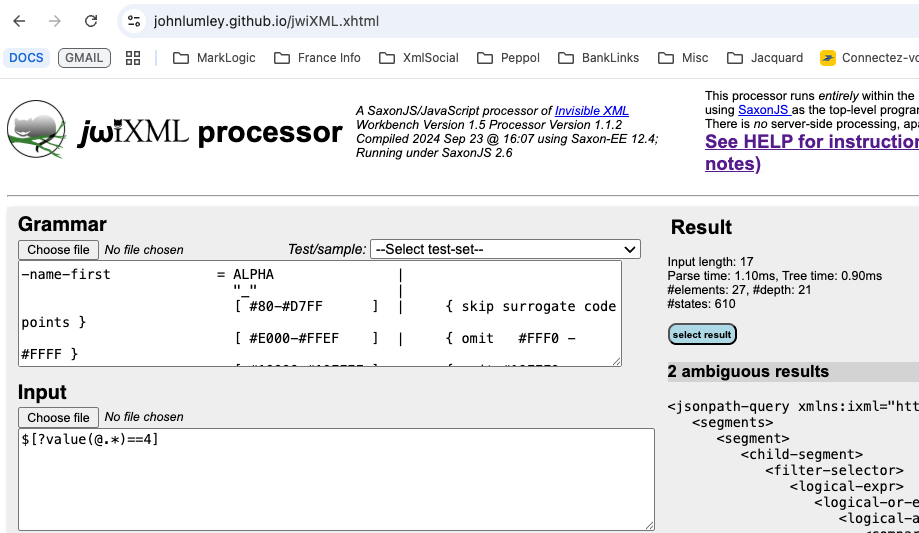 johnlumley.github.io/jwiXML.xhtml
DOCS GMAIL MarkLogic France Info XmlSocial Peppol BankLinks Misc Jacquard Connectez-vo
jwiXML processor
A SaxonJS/JavaScript processor of Invisible XML
Workbench Version 1.5 Processor Version 1.1.2
Compiled 2024 Sep 23 @ 16:07 using Saxon-EE 12.4;
Running under SaxonJS 2.6
This processor runs entirely within the
using SaxonJS as the top-level progra
There is no server-side processing, apa
See HELP for instruction
notes)
Grammar
Choose file No file chosen Test/sample: --Select test-set--
-name-first = ALPHA |
"_" |
[ #80-#D7FF ] | { skip surrogate code
points }
[ #E000-#FFEF ] | { omit #FFF0 -
#FFFF }
Input
Choose file No file chosen
$[?value(@.*)==4]
Result
Input length: 17
Parse time: 1.10ms, Tree time: 0.90ms
#elements: 27, #depth: 21
#states: 610
select result
2 ambiguous results
<jsonpath-query xmlns:ixml="htt
<segments>
<segment>
<child-segment>
<filter-selector>
<logical-expr>
<logical-or-e
<logical-a